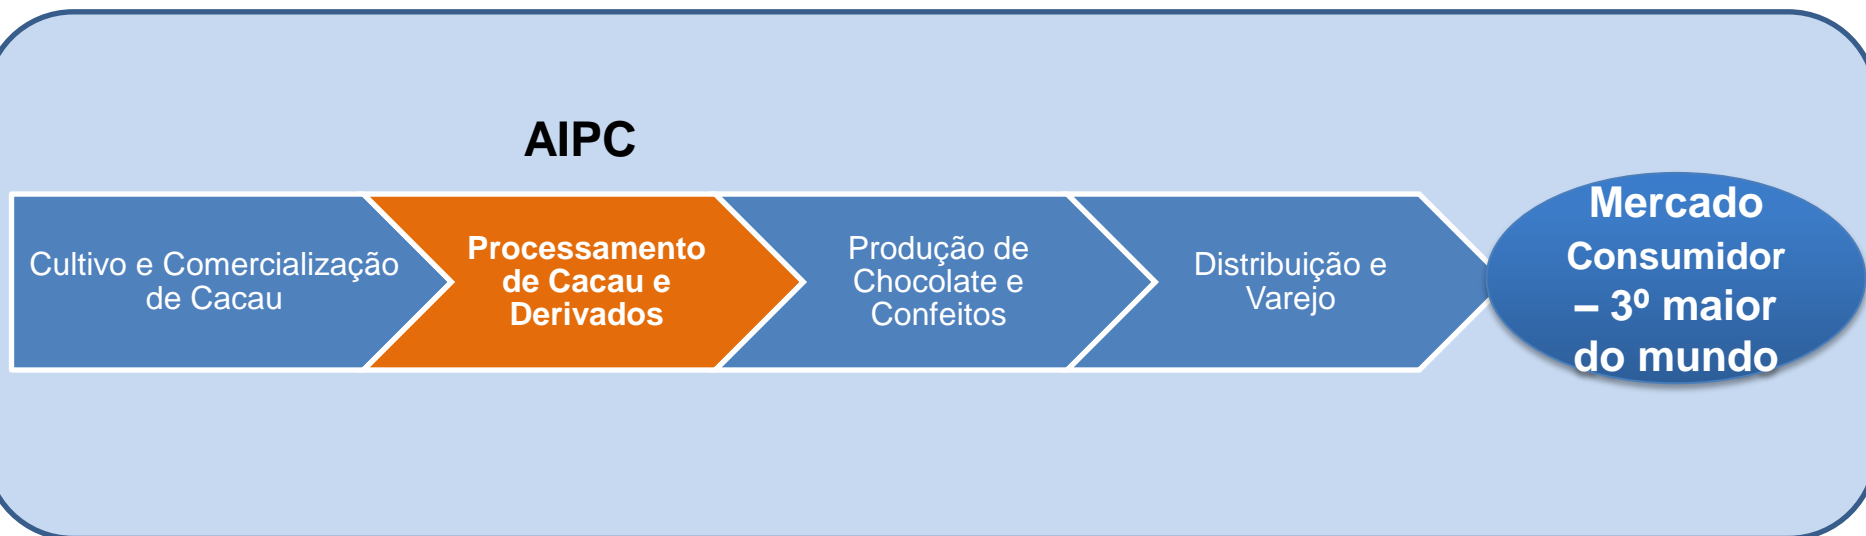 AIPC
Cultivo e Comercialização
de Cacau
Processamento
de Cacau e
Derivados
Produção de
Chocolate e
Confeitos
Distribuição e
Varejo
Mercado
Consumidor
– 3º maior
do mundo